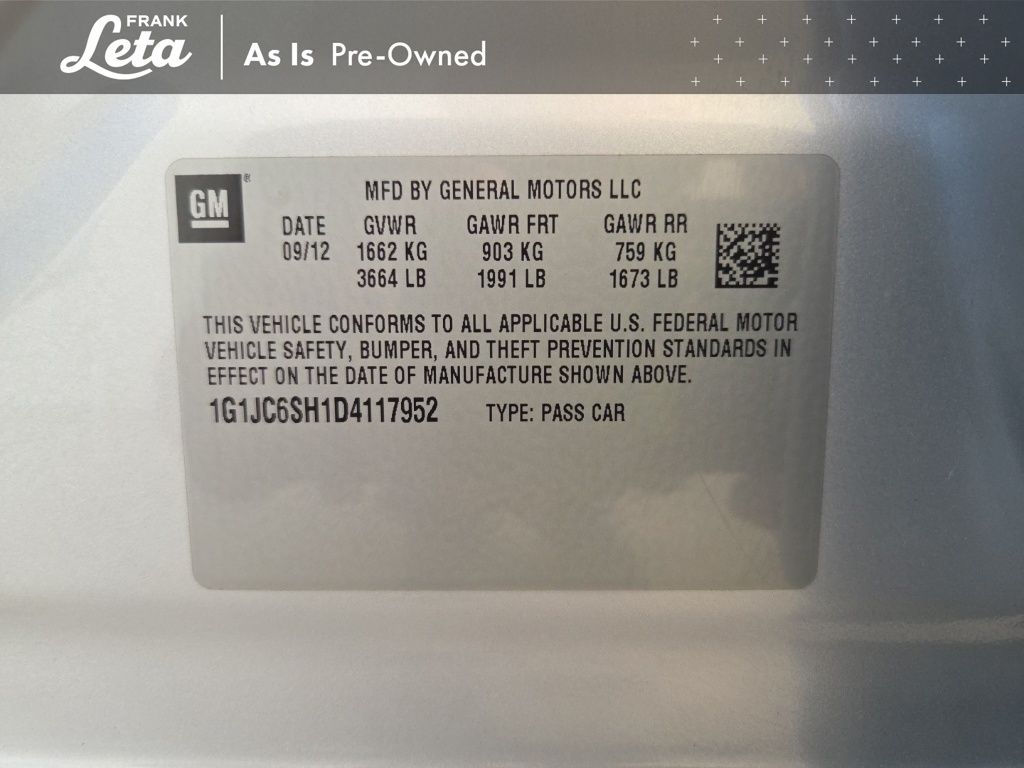 FRANK
Leta
As Is Pre-Owned
GM ®
MFD BY GENERAL MOTORS LLC
DATE GVWR GAWR FRT GAWR RR
09/12 1662 KG 903 KG 759 KG
3664 LB 1991 LB 1673 LB
THIS VEHICLE CONFORMS TO ALL APPLICABLE U.S. FEDERAL MOTOR
VEHICLE SAFETY, BUMPER, AND THEFT PREVENTION STANDARDS IN
EFFECT ON THE DATE OF MANUFACTURE SHOWN ABOVE.
1G1JC6SH1D4117952 TYPE: PASS CAR